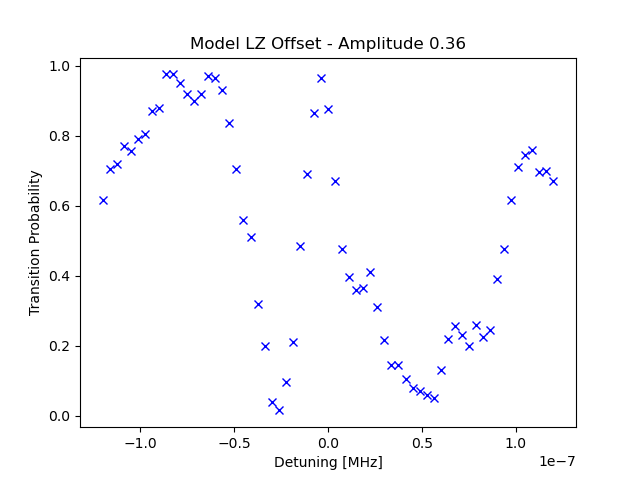 Model LZ Offset - Amplitude 0.36
1.0
0.8
0.6
0.4
0.2
0.0
Transition Probability
−1.0 −0.5 0.0 0.5 1.0
1e−7
Detuning [MHz]